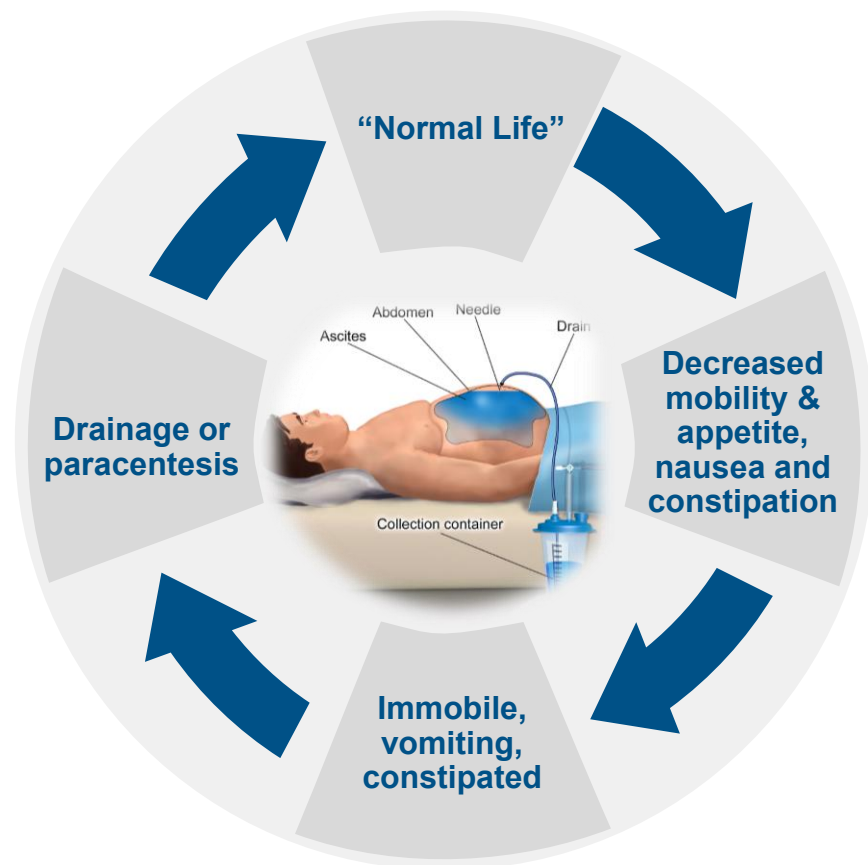 “Normal Life”
Decreased
mobility &
appetite,
nausea and
constipation
Immobile,
vomiting,
constipated
Drainage or
paracentesis
Abdomen
Needle
Ascites
Drain
Collection container